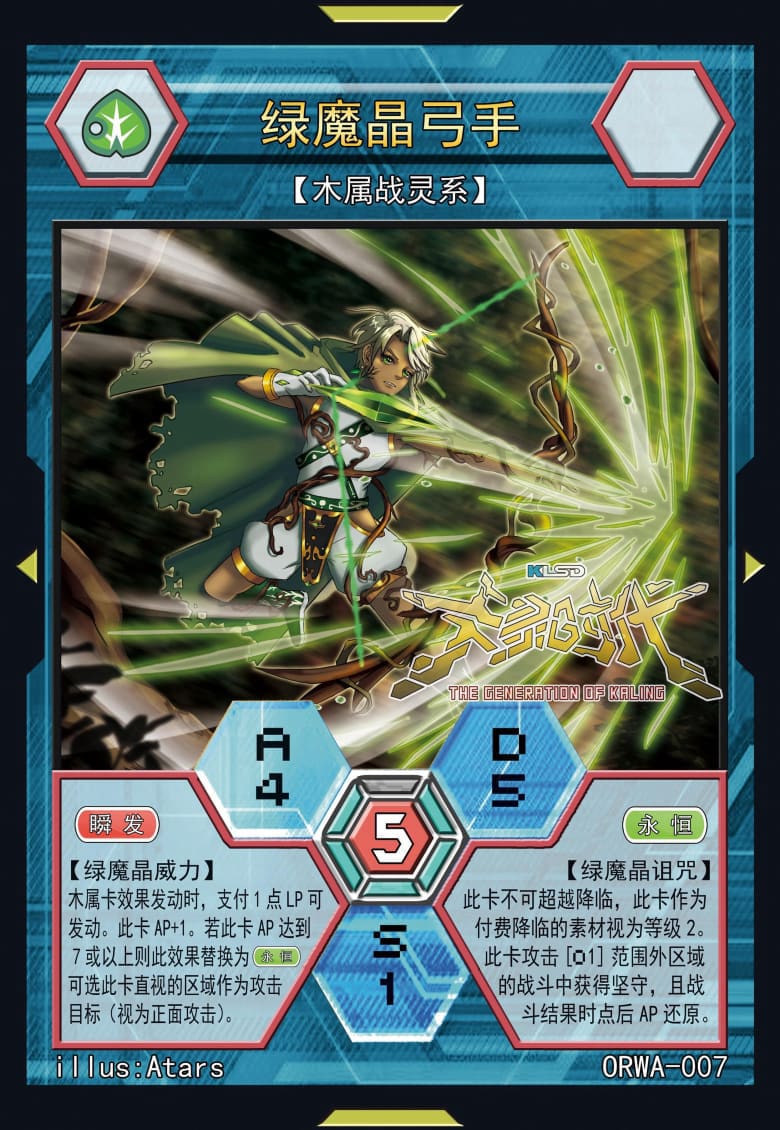 绿魔晶弓手
【木属战灵系】
KLSD
THE GENERATION OF KALING
A
4
D
5
5
S
1
瞬发
【绿魔晶威力】
木属卡效果发动时，支付1点LP可
发动。此卡AP+1。若此卡AP达到
7或以上则此效果替换为 永恒
可选此卡直视的区域作为攻击
目标（视为正面攻击）。
永恒
【绿魔晶诅咒】
此卡不可超越降临，此卡作为
付费降临的素材视为等级2。
此卡攻击[o1]范围外区域
的战斗中获得坚守，且战
斗结果时点后AP还原。
illus:Atars
ORWA-007